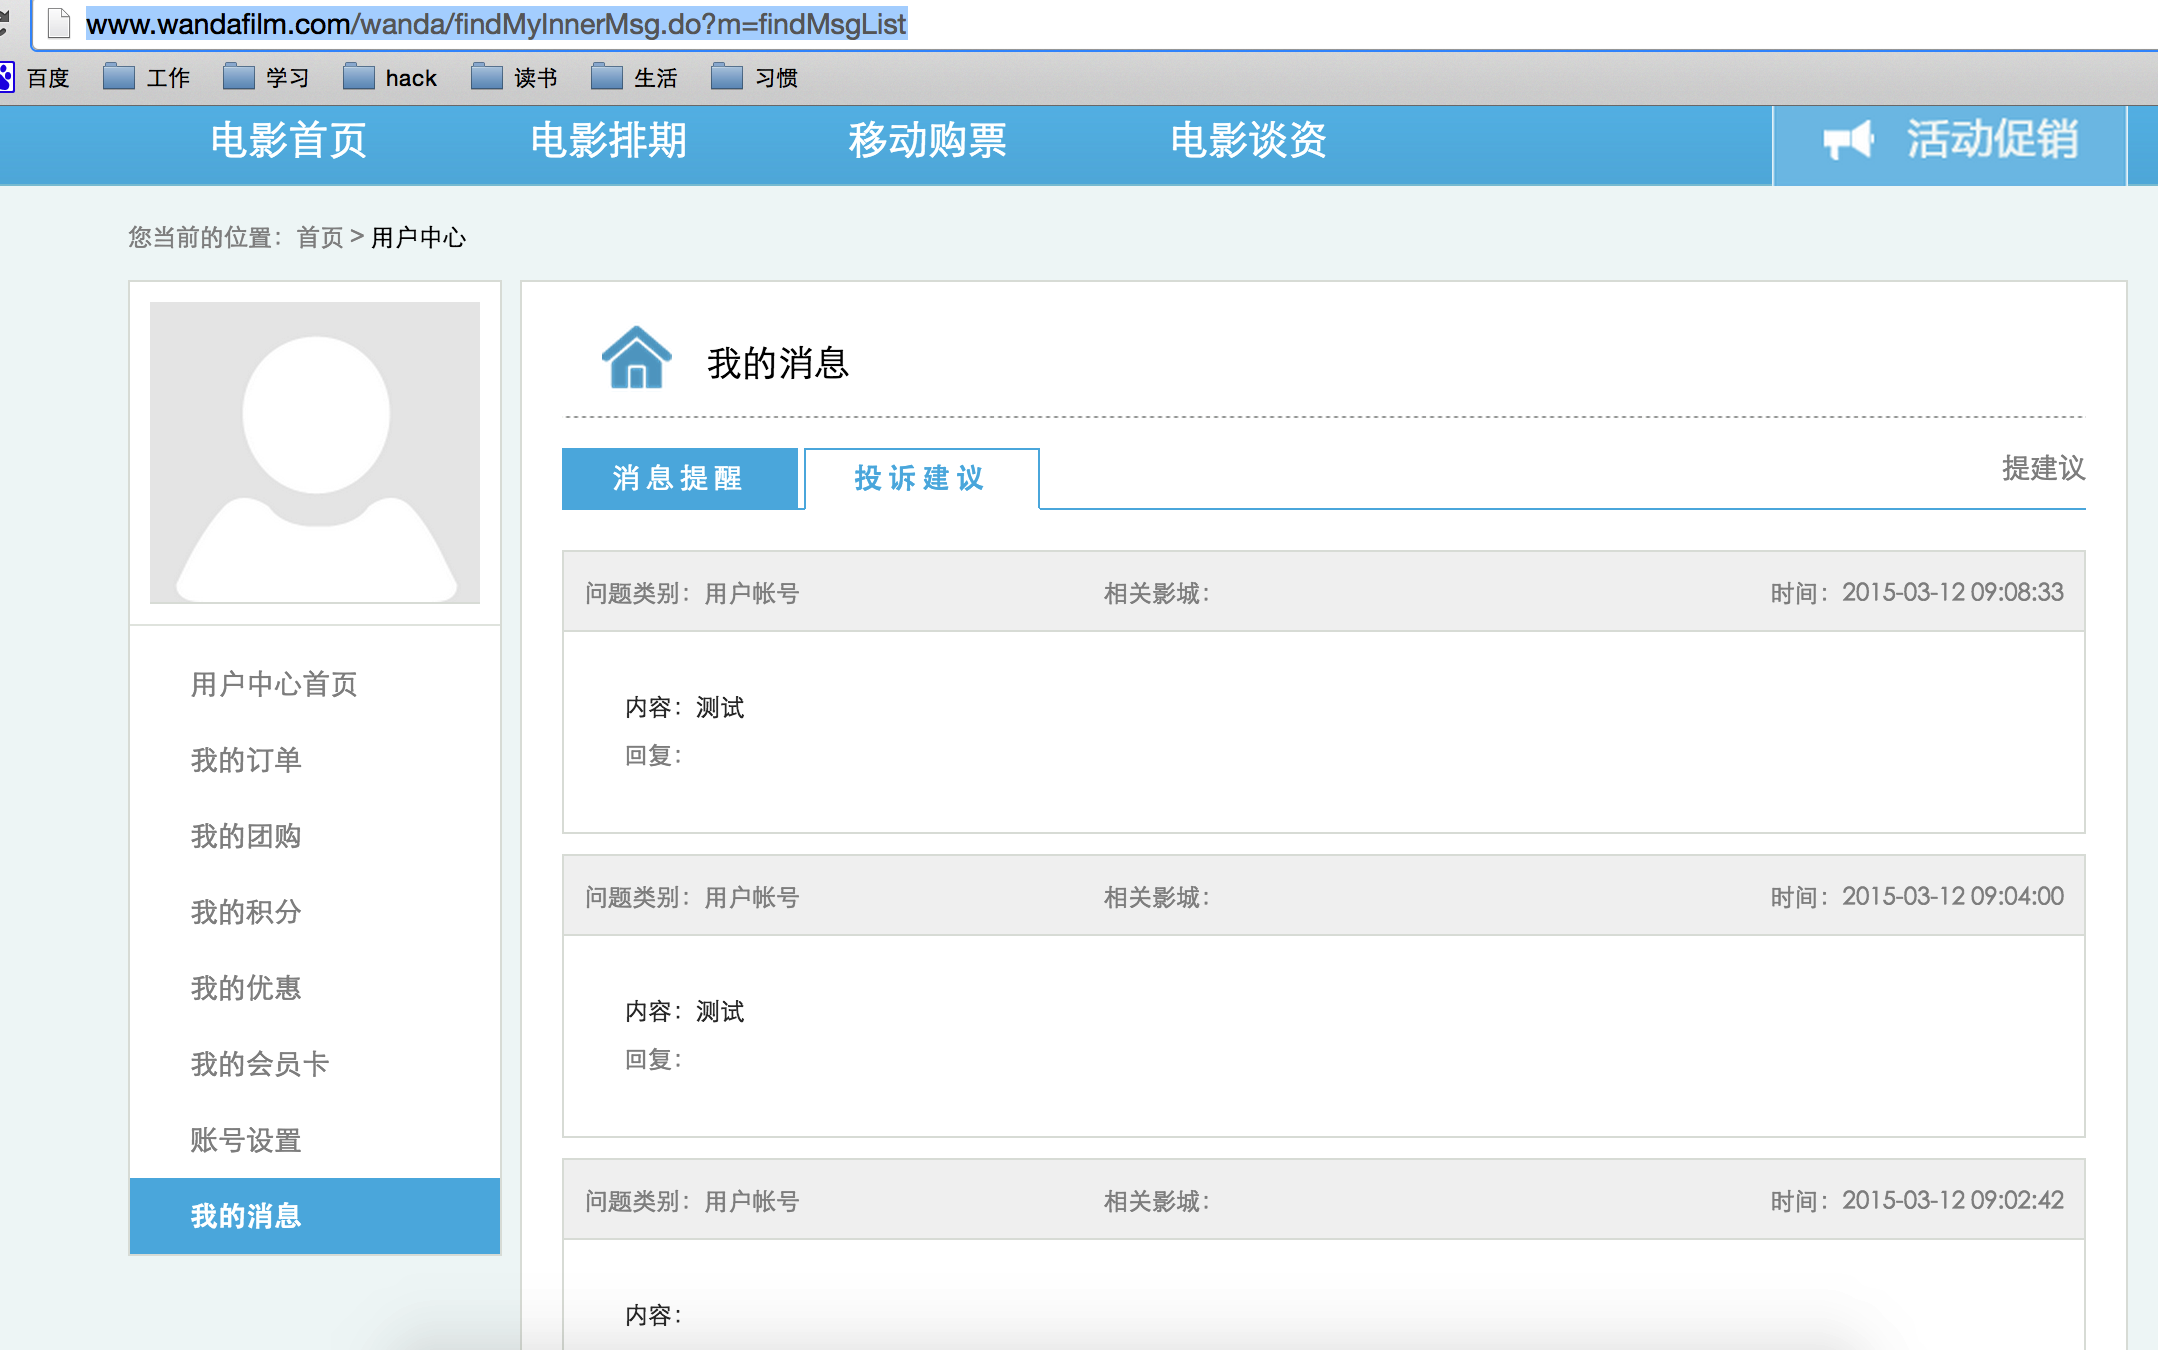 www.wandafilm.com/wanda/findMyInnerMsg.do?m=findMsgList
百度 工作 学习 hack 读书 生活 习惯
电影首页 电影排期 移动购票 电影谈资 活动促销
您当前的位置：首页 > 用户中心
我的消息
消息提醒 投诉建议 提建议
问题类别：用户帐号 相关影城： 时间：2015-03-12 09:08:33
内容：测试
回复：
问题类别：用户帐号 相关影城： 时间：2015-03-12 09:04:00
内容：测试
回复：
问题类别：用户帐号 相关影城： 时间：2015-03-12 09:02:42
内容：
用户中心首页
我的订单
我的团购
我的积分
我的优惠
我的会员卡
账号设置
我的消息